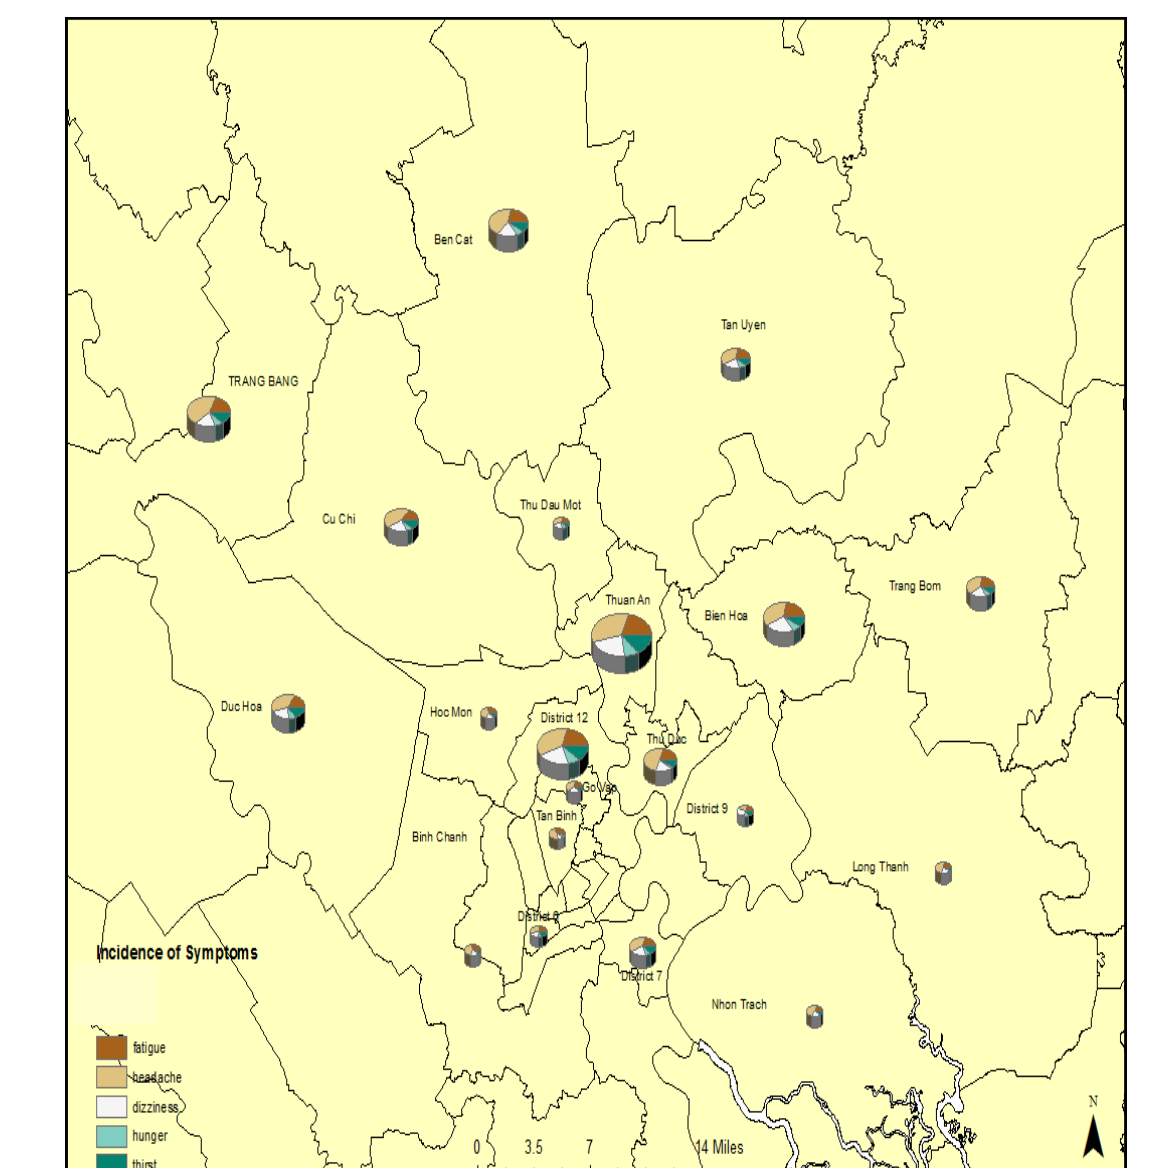 Ben Cat
Tan Uyen
TRANG BANG
Cu Chi
Thu Dau Mot
Trang Bom
Thuan An
Bien Hoa
Duc Hoa
Hoc Mon
District 12
Thu Duc
Go Vap
District 9
Tan Binh
Binh Chanh
Long Thanh
District 6
District 7
Nhon Trach
Incidence of Symptoms
fatigue
headache
dizziness
hunger
thirst
N
0 3.5 7 14 Miles